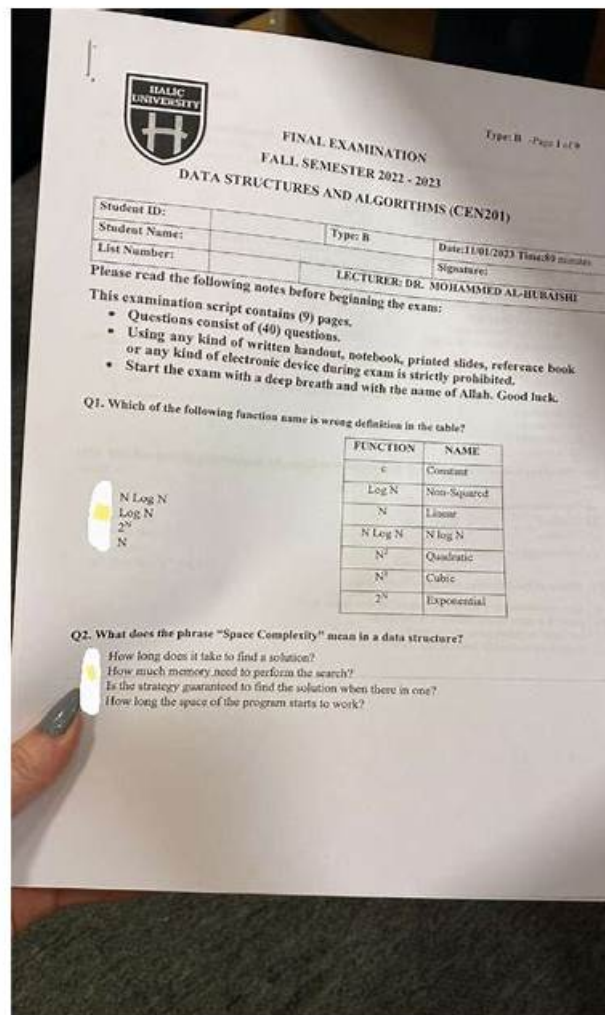 HALIÇ
UNIVERSITY
Type: B -Page 1 of 9
FINAL EXAMINATION
FALL SEMESTER 2022 - 2023
DATA STRUCTURES AND ALGORITHMS (CEN201)
Student ID:
Type: B
Date:11/01/2023 Time:80 minutes
Student Name:
Signature:
List Number:
LECTURER: DR. MOHAMMED AL-HUBAISHI
Please read the following notes before beginning the exam:
This examination script contains (9) pages.
• Questions consist of (40) questions.
• Using any kind of written handout, notebook, printed slides, reference book
or any kind of electronic device during exam is strictly prohibited.
• Start the exam with a deep breath and with the name of Allah. Good luck.
Q1. Which of the following function name is wrong definition in the table?
FUNCTION NAME
c Constant
Log N Non-Squared
N Linear
N Log N N log N
N² Quadratic
N³ Cubic
2ᴺ Exponential
N Log N
Log N
2ᴺ
N
Q2. What does the phrase "Space Complexity" mean in a data structure?
How long does it take to find a solution?
How much memory need to perform the search?
Is the strategy guaranteed to find the solution when there in one?
How long the space of the program starts to work?